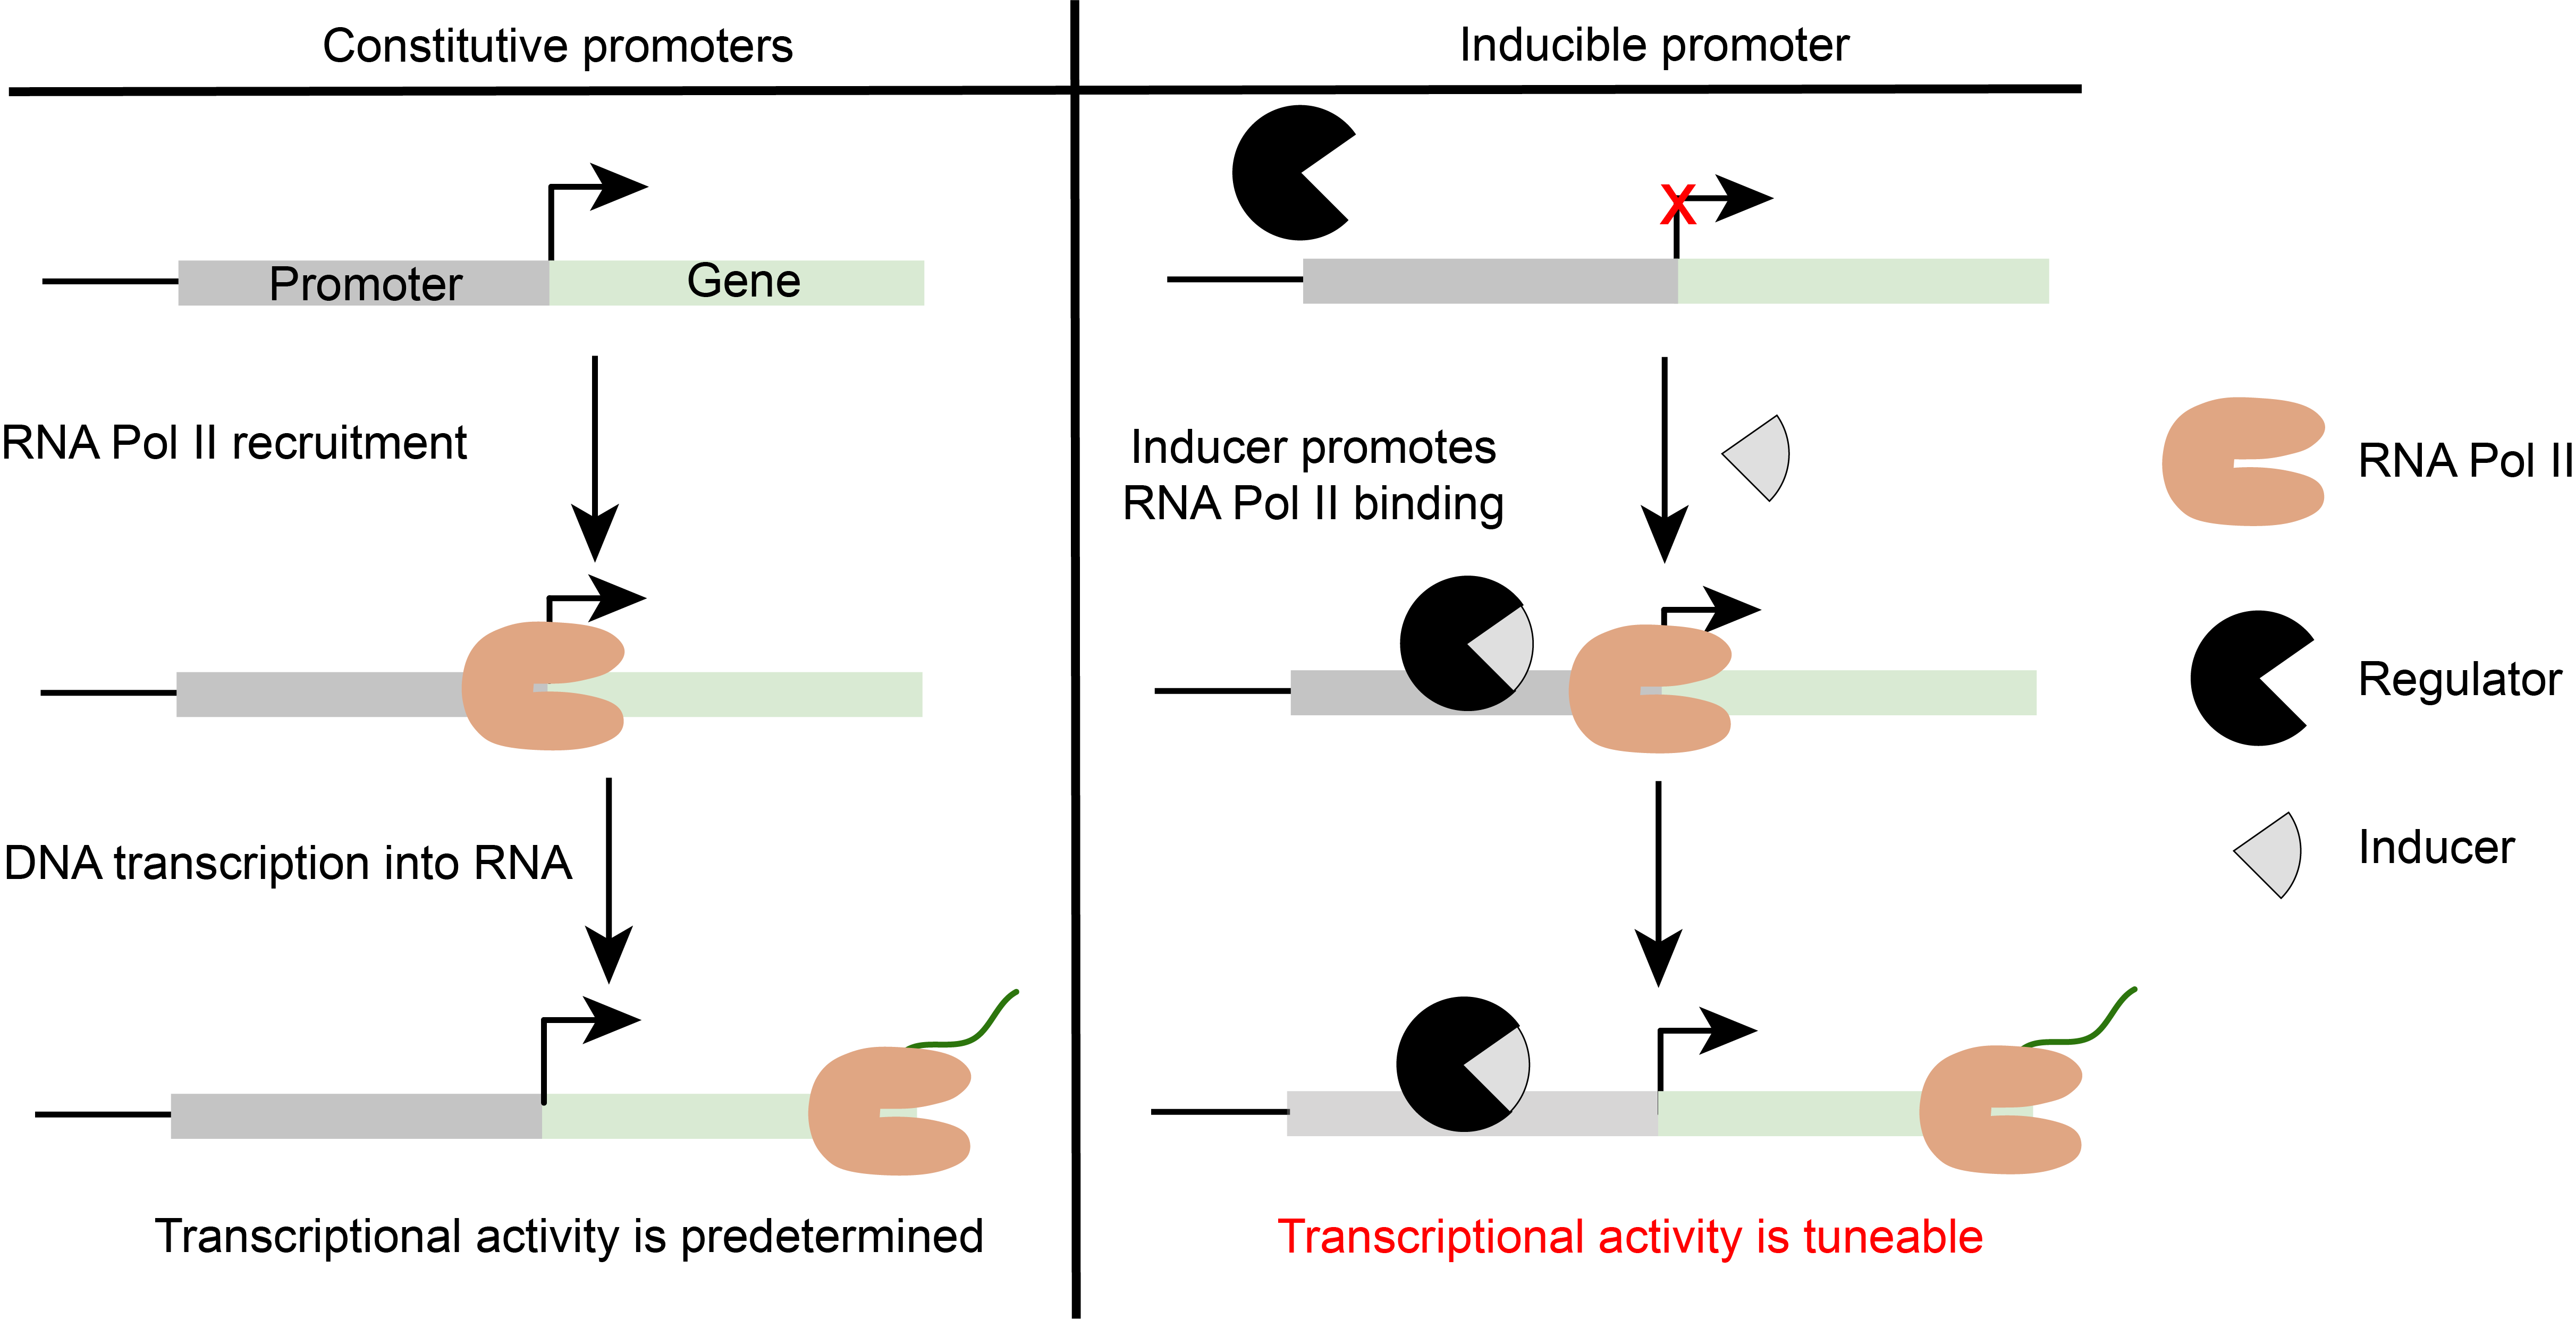 Constitutive promoters
Inducible promoter
Promoter
Gene
X
RNA Pol II recruitment
Inducer promotes
RNA Pol II binding
DNA transcription into RNA
Transcriptional activity is predetermined
Transcriptional activity is tuneable
RNA Pol II
Regulator
Inducer